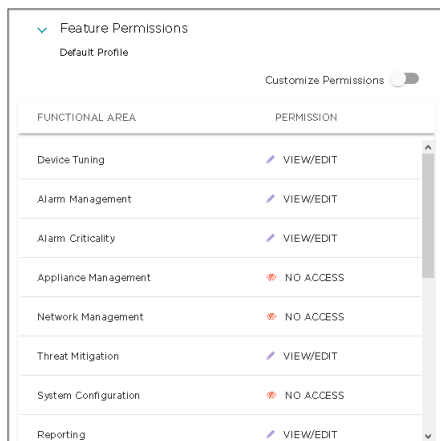 Feature Permissions
Default Profile
Customize Permissions
FUNCTIONAL AREA PERMISSION
Device Tuning VIEW/EDIT
Alarm Management VIEW/EDIT
Alarm Criticality VIEW/EDIT
Appliance Management NO ACCESS
Network Management NO ACCESS
Threat Mitigation VIEW/EDIT
System Configuration NO ACCESS
Reporting VIEW/EDIT